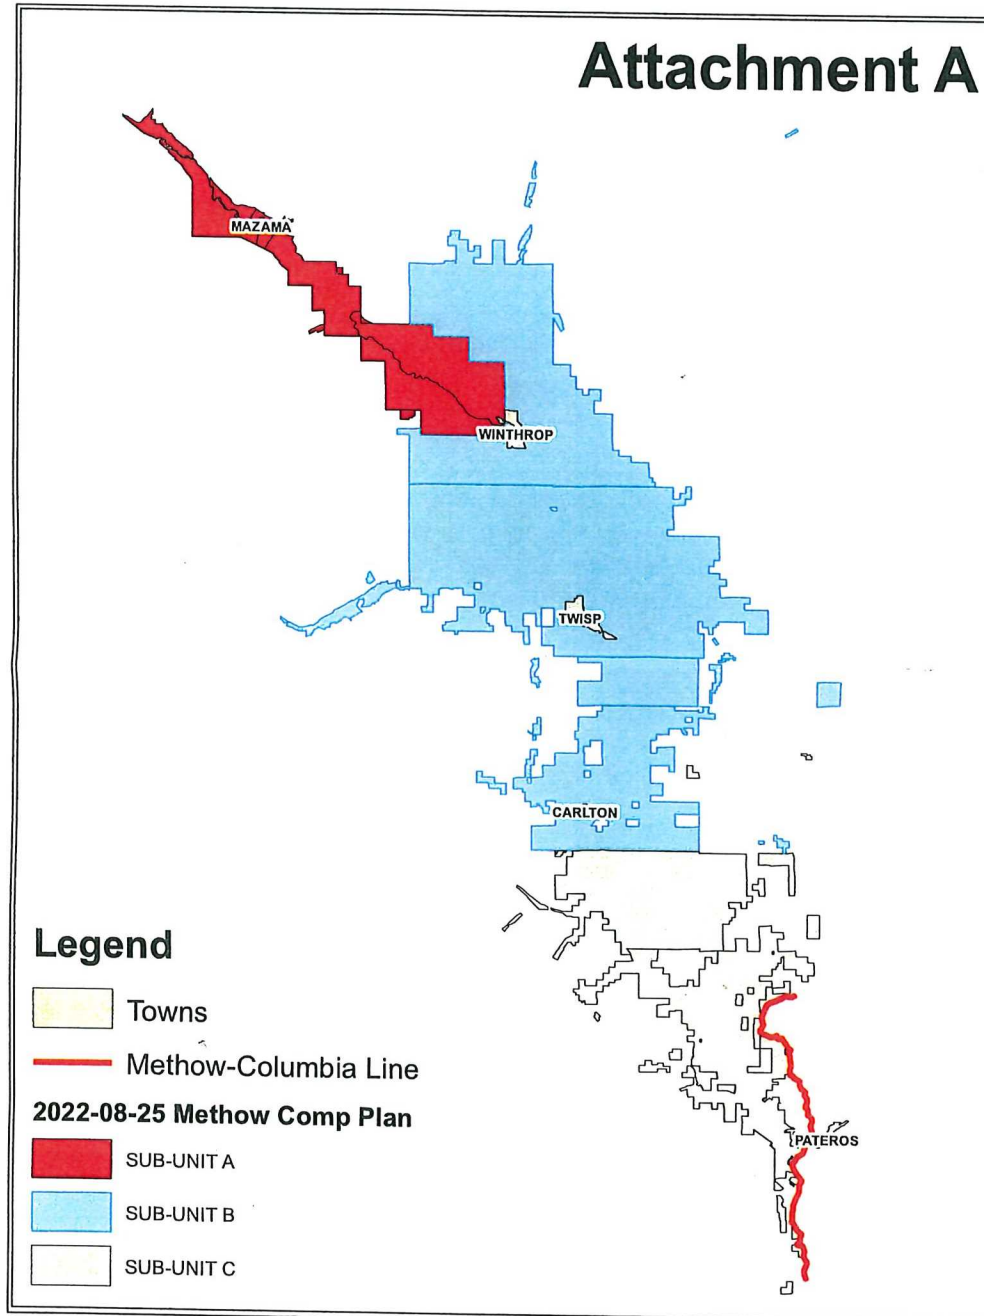 Attachment A
MAZAMA
WINTHROP
TWISP
CARLTON
PATEROS
Legend
Towns
Methow-Columbia Line
2022-08-25 Methow Comp Plan
SUB-UNIT A
SUB-UNIT B
SUB-UNIT C